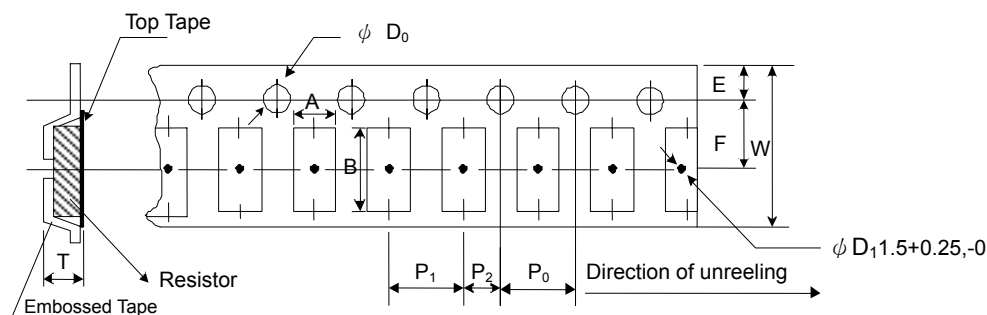 Top Tape
φ D₀
A
E
F
W
B
T
Resistor
Embossed Tape
P₁
P₂
P₀
Direction of unreeling
φ D₁1.5+0.25,-0